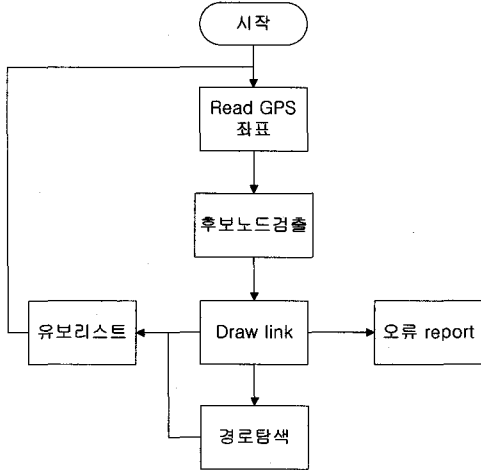 시작
Read GPS
좌표
후보노드검출
유보리스트
Draw link
오류 report
경로탐색